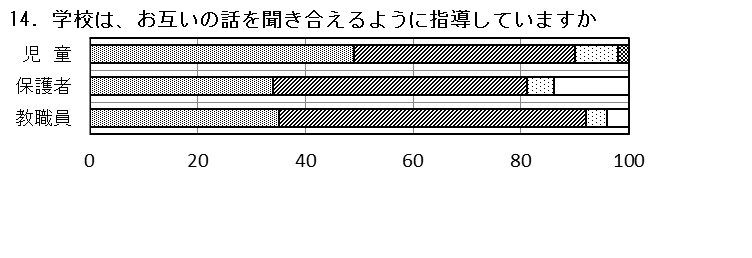 14．学校は、お互いの話を聞き合えるように指導していますか
児 童
保護者
教職員
0 20 40 60 80 100